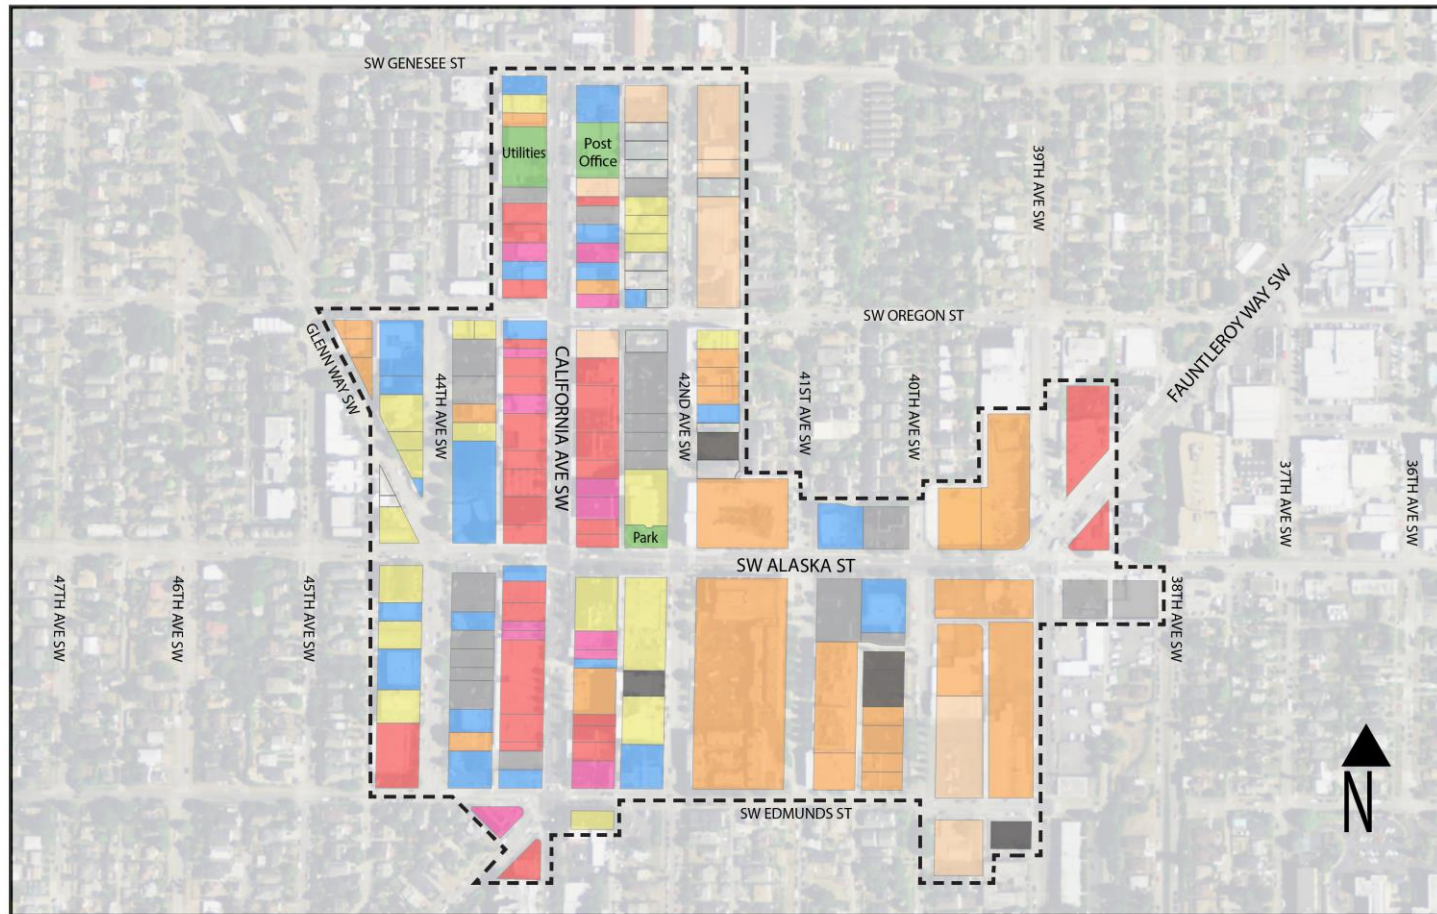 SW GENESEE ST
Utilities
Post
Office
39TH AVE SW
FAUNTLEROY WAY SW
SW OREGON ST
GLENN WAY SW
44TH AVE SW
CALIFORNIA AVE SW
42ND AVE SW
41ST AVE SW
40TH AVE SW
37TH AVE SW
36TH AVE SW
Park
SW ALASKA ST
47TH AVE SW
46TH AVE SW
45TH AVE SW
38TH AVE SW
SW EDMUNDS ST
N